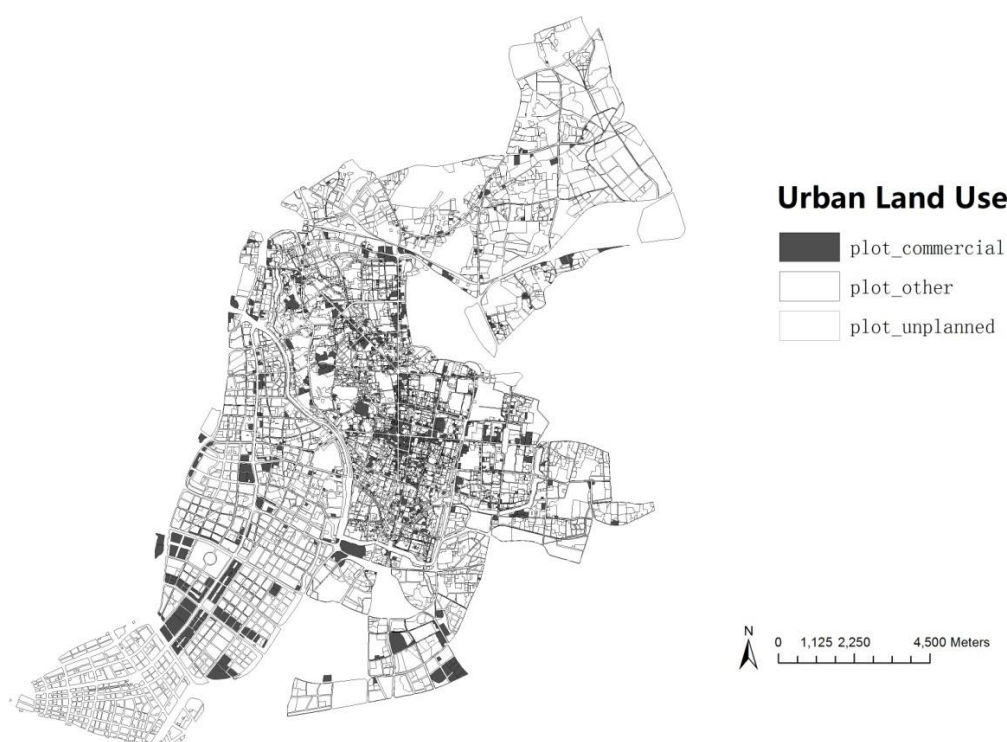 Urban Land Use
plot_commercial
plot_other
plot_unplanned
N
0 1,125 2,250 4,500 Meters